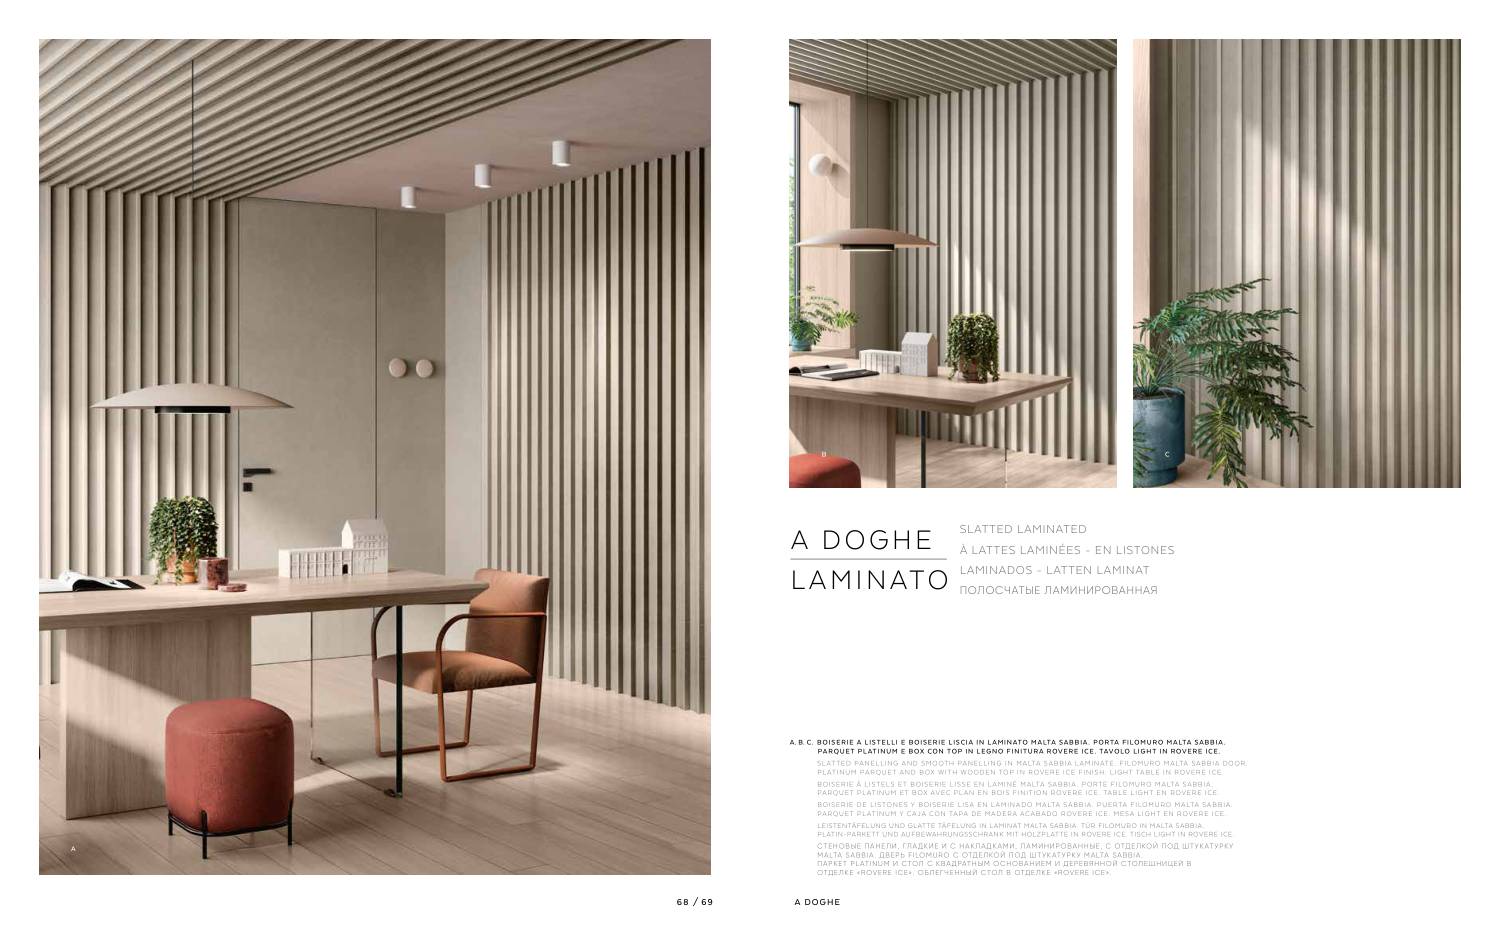 A
B
C
A DOGHE
LAMINATO
SLATTED LAMINATED
À LATTES LAMINÉES - EN LISTONES
LAMINADOS - LATTEN LAMINAT
ПОЛОСЧАТЫЕ ЛАМИНИРОВАННАЯ
A. B. C. BOISERIE A LISTELLI E BOISERIE LISCIA IN LAMINATO MALTA SABBIA. PORTA FILOMURO MALTA SABBIA.
PARQUET PLATINUM E BOX CON TOP IN LEGNO FINITURA ROVERE ICE. TAVOLO LIGHT IN ROVERE ICE.
SLATTED PANELLING AND SMOOTH PANELLING IN MALTA SABBIA LAMINATE. FILOMURO MALTA SABBIA DOOR.
PLATINUM PARQUET AND BOX WITH WOODEN TOP IN ROVERE ICE FINISH. LIGHT TABLE IN ROVERE ICE.
BOISERIE À LISTELS ET BOISERIE LISSE EN LAMINÉ MALTA SABBIA. PORTE FILOMURO MALTA SABBIA.
PARQUET PLATINUM ET BOX AVEC PLAN EN BOIS FINITION ROVERE ICE. TABLE LIGHT EN ROVERE ICE.
BOISERIE DE LISTONES Y BOISERIE LISA EN LAMINADO MALTA SABBIA. PUERTA FILOMURO MALTA SABBIA.
PARQUET PLATINUM Y CAJA CON TAPA DE MADERA ACABADO ROVERE ICE. MESA LIGHT EN ROVERE ICE.
LEISTENTÄFELUNG UND GLATTE TÄFELUNG IN LAMINAT MALTA SABBIA. TÜR FILOMURO IN MALTA SABBIA.
PLATIN-PARKETT UND AUFBEWAHRUNGSSCHRANK MIT HOLZPLATTE IN ROVERE ICE. TISCH LIGHT IN ROVERE ICE.
СТЕНОВЫЕ ПАНЕЛИ, ГЛАДКИЕ И С НАКЛАДКАМИ, ЛАМИНИРОВАННЫЕ, С ОТДЕЛКОЙ ПОД ШТУКАТУРКУ
MALTA SABBIA. ДВЕРЬ FILOMURO С ОТДЕЛКОЙ ПОД ШТУКАТУРКУ MALTA SABBIA.
ПАРКЕТ PLATINUM И СТОЛ С КВАДРАТНЫМ ОСНОВАНИЕМ И ДЕРЕВЯННОЙ СТОЛЕШНИЦЕЙ В
ОТДЕЛКЕ «ROVERE ICE». ОБЛЕГЧЕННЫЙ СТОЛ В ОТДЕЛКЕ «ROVERE ICE».
68 / 69
A DOGHE